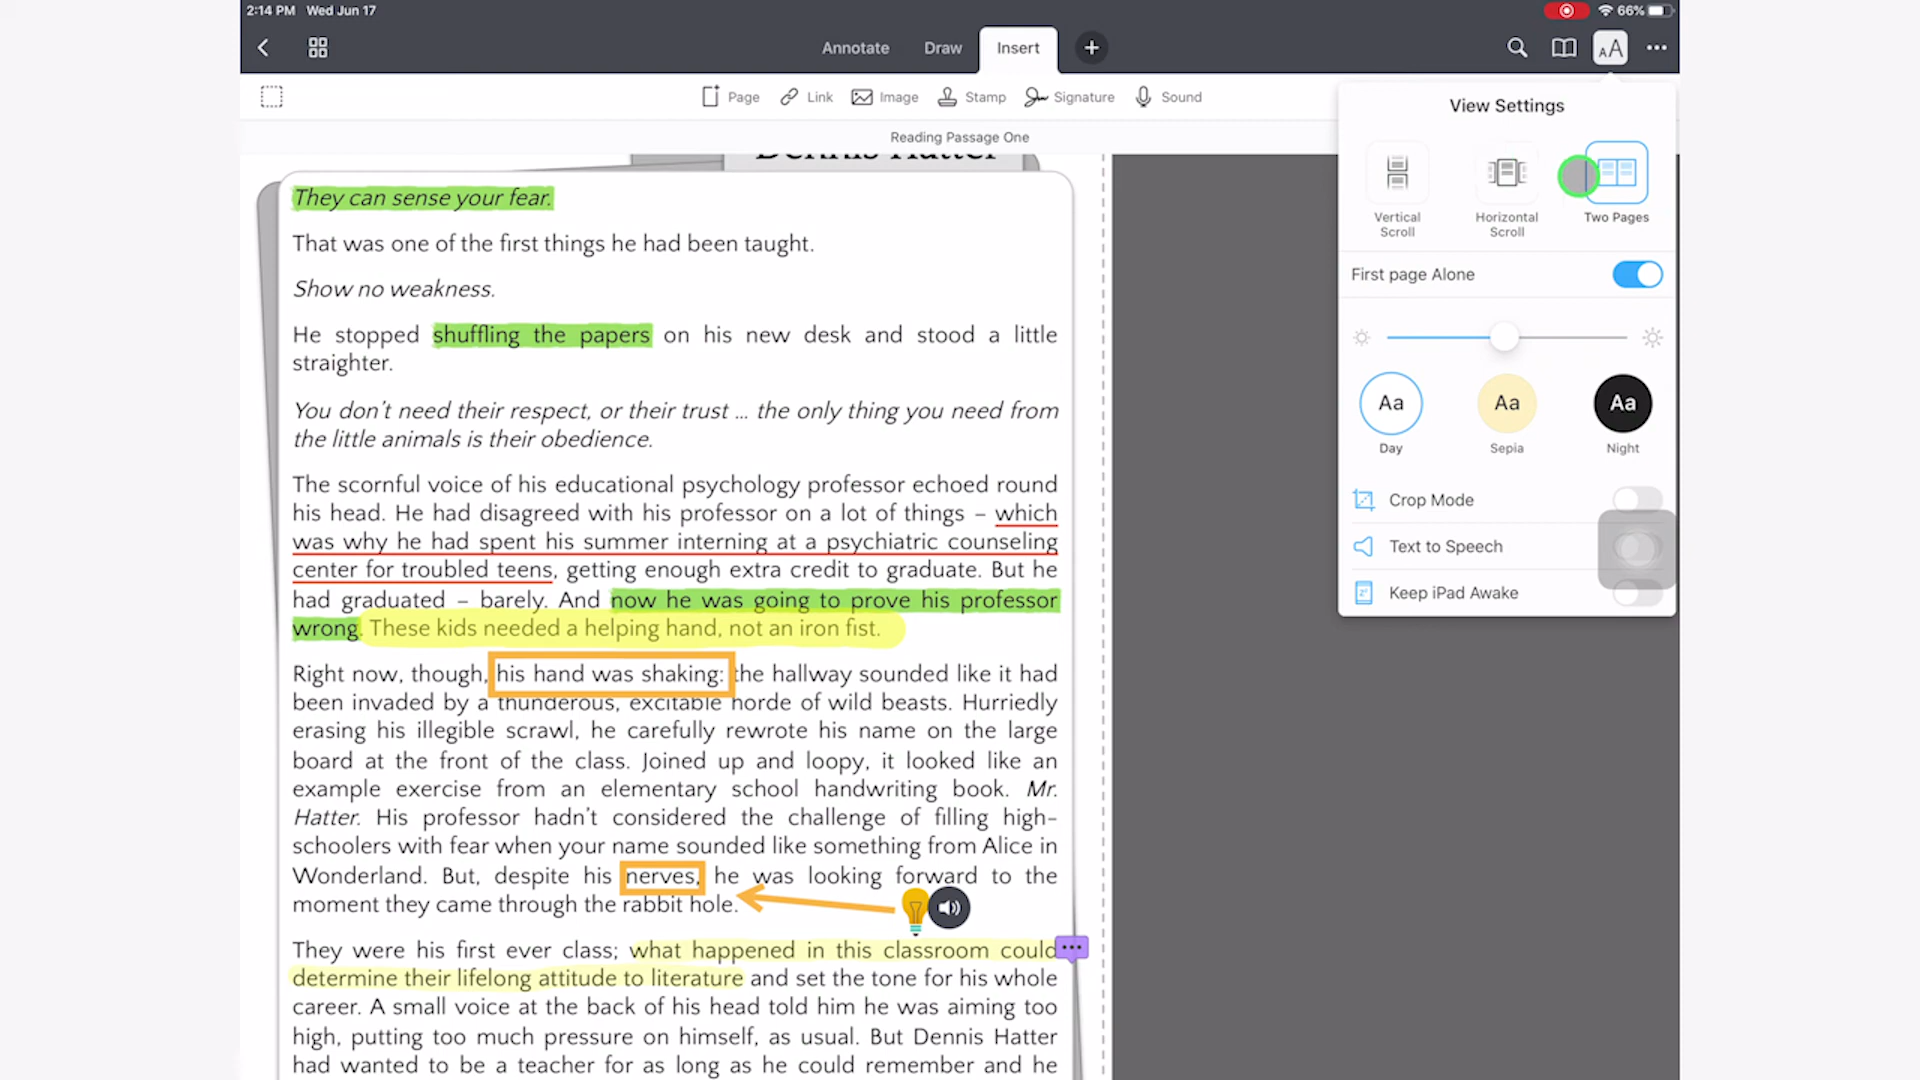 2:14 PM Wed Jun 17
66%
Annotate Draw Insert
Page Link Image Stamp Signature Sound
Reading Passage One
Dennis Hatter
They can sense your fear.
That was one of the first things he had been taught.
Show no weakness.
He stopped shuffling the papers on his new desk and stood a little
straighter.
You don't need their respect, or their trust ... the only thing you need from
the little animals is their obedience.
The scornful voice of his educational psychology professor echoed round
his head. He had disagreed with his professor on a lot of things – which
was why he had spent his summer interning at a psychiatric counseling
center for troubled teens, getting enough extra credit to graduate. But he
had graduated – barely. And now he was going to prove his professor
wrong. These kids needed a helping hand, not an iron fist.
Right now, though, his hand was shaking: the hallway sounded like it had
been invaded by a thunderous, excitable horde of wild beasts. Hurriedly
erasing his illegible scrawl, he carefully rewrote his name on the large
board at the front of the class. Joined up and loopy, it looked like an
example exercise from an elementary school handwriting book. Mr.
Hatter. His professor hadn't considered the challenge of filling high-
schoolers with fear when your name sounded like something from Alice in
Wonderland. But, despite his nerves, he was looking forward to the
moment they came through the rabbit hole.
They were his first ever class; what happened in this classroom could
determine their lifelong attitude to literature and set the tone for his whole
career. A small voice at the back of his head told him he was aiming too
high, putting too much pressure on himself, as usual. But Dennis Hatter
had wanted to be a teacher for as long as he could remember and he
AA
View Settings
Vertical
Scroll
Horizontal
Scroll
Two Pages
First page Alone
Aa Aa Aa
Day Sepia Night
Crop Mode
Text to Speech
Keep iPad Awake